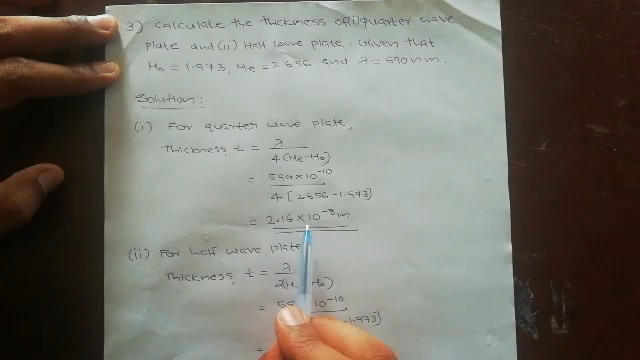 3) Calculate the thickness of (i) quarter wave
plate and (ii) Half wave plate. Given that
μo = 1.973, μe = 2.656 and λ = 590 nm.
Solution:
(i) For quarter wave plate,
Thickness, t = λ
4(μe-μo)
= 590×10⁻¹⁰
4[2.656-1.973]
= 2.16×10⁻⁸m
(ii) For half wave plate
Thickness, t = λ
2(μe μo)
10⁻¹⁰
-1.973]
=